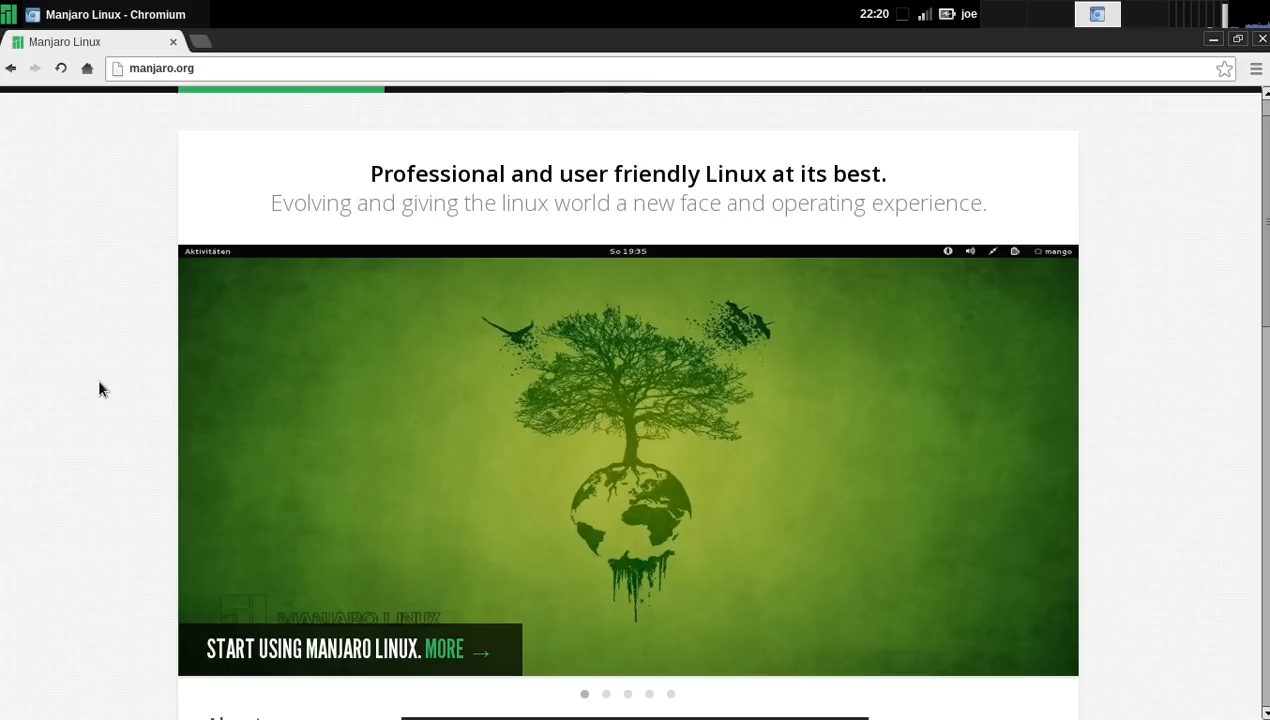 Manjaro Linux - Chromium
22:20
joe
Manjaro Linux
manjaro.org
Professional and user friendly Linux at its best.
Evolving and giving the linux world a new face and operating experience.
Aktivitäten
So 19:35
mango
MANJARO LINUX
START USING MANJARO LINUX. MORE →